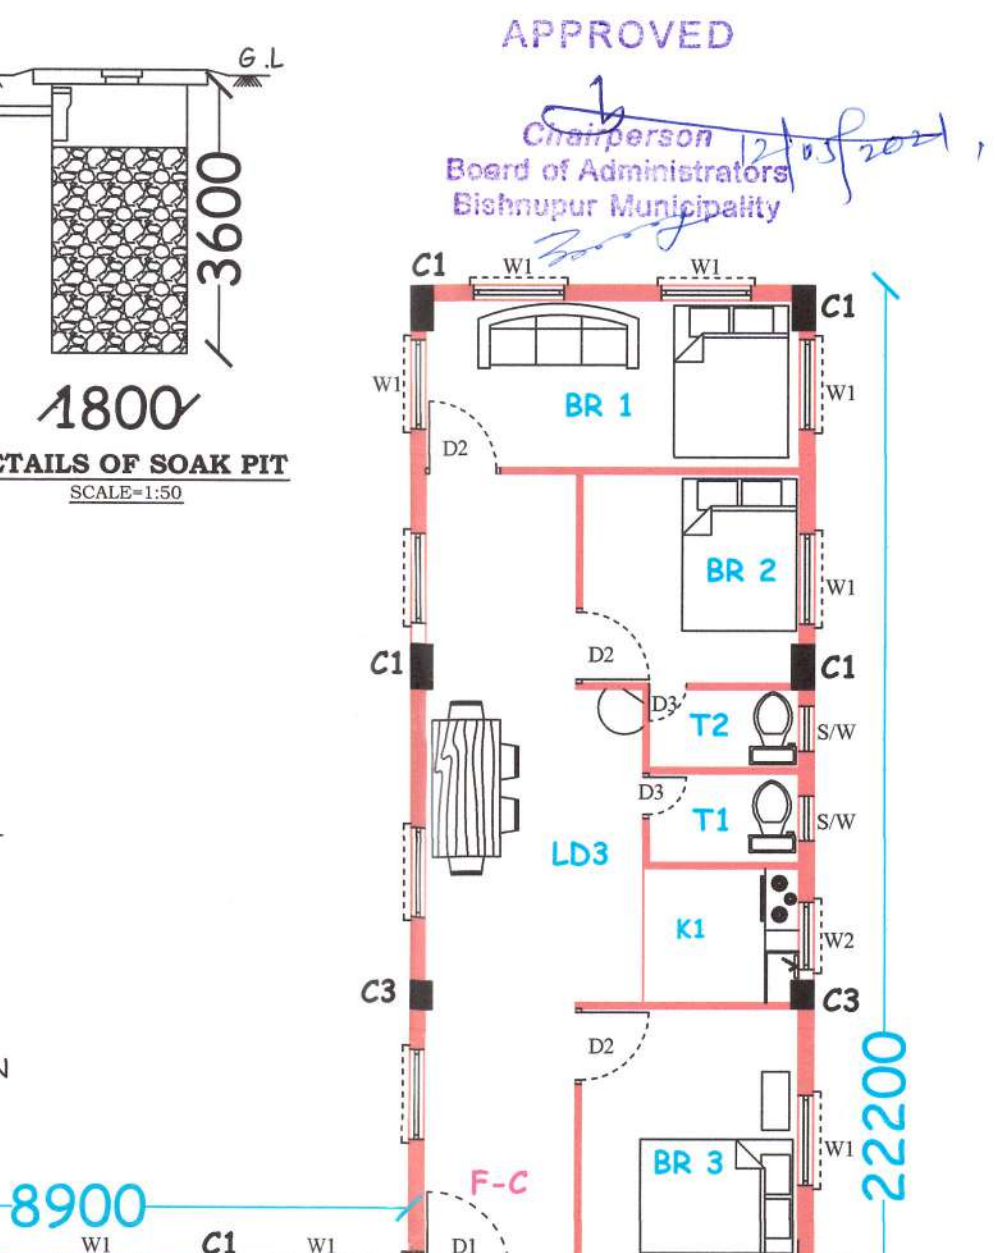 APPROVED
G.L
12/05/2021,
Chairperson
Board of Administrators
Bishnupur Municipality
3600
1800
TAILS OF SOAK PIT
SCALE=1:50
C1
W1
W1
C1
W1
W1
BR 1
D2
BR 2
W1
D2
C1
C1
D3
T2
S/W
D3
T1
S/W
LD3
K1
W2
C3
C3
D2
22200
W1
BR 3
F-C
8900
W1
C1
W1
D1
N